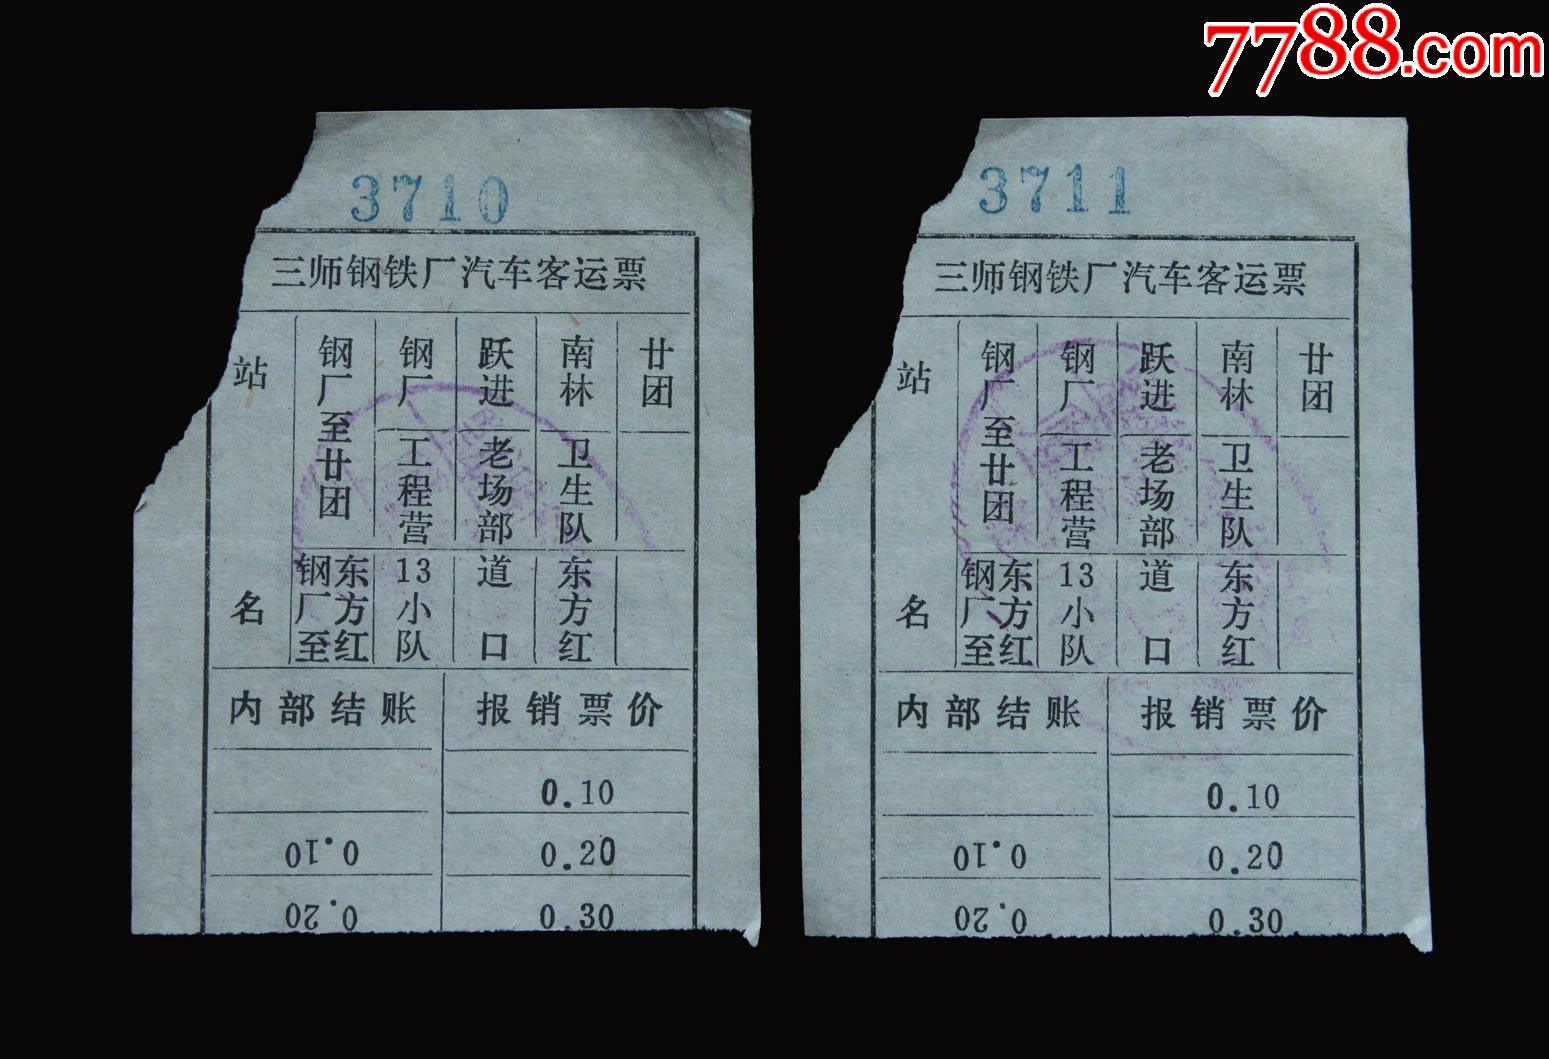 7788.com
3710
三师钢铁厂汽车客运票
站名
钢厂至廿团
钢厂
跃进
南林
廿团
工程营
老场部
卫生队
钢厂至东方红
13小队
道口
东方红
内部结账 报销票价
0.10
0.10 0.20
0.20 0.30
3711
三师钢铁厂汽车客运票
站名
钢厂至廿团
钢厂
跃进
南林
廿团
工程营
老场部
卫生队
钢厂至东方红
13小队
道口
东方红
内部结账 报销票价
0.10
0.10 0.20
0.20 0.30